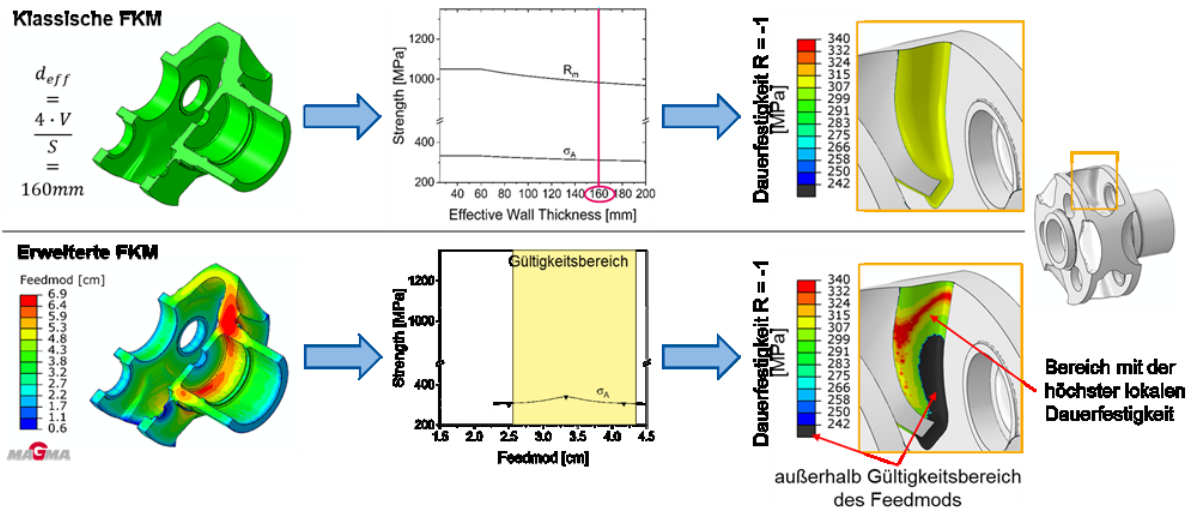 Klassische FKM
d_eff
=
4 · V
S
=
160mm
Strength [MPa]
1000
400
200
R_m
σ_A
40 60 80 100 120 140 160 180 200
Effective Wall Thickness [mm]
Dauerfestigkeit R = -1
[MPa]
340
332
324
315
307
299
291
283
275
266
258
250
242
Erweiterte FKM
Feedmod [cm]
6.9
6.4
5.9
5.3
4.8
4.3
3.8
3.2
2.7
2.2
1.7
1.1
0.6
MAGMA
Gültigkeitsbereich
Strength [MPa]
1000
400
200
σ_A
1.5 2.5 3.0 3.5 4.0 4.5
Feedmod [cm]
Dauerfestigkeit R = -1
[MPa]
340
332
324
315
307
299
291
283
275
266
258
250
242
Bereich mit der
höchster lokalen
Dauerfestigkeit
außerhalb Gültigkeitsbereich
des Feedmods